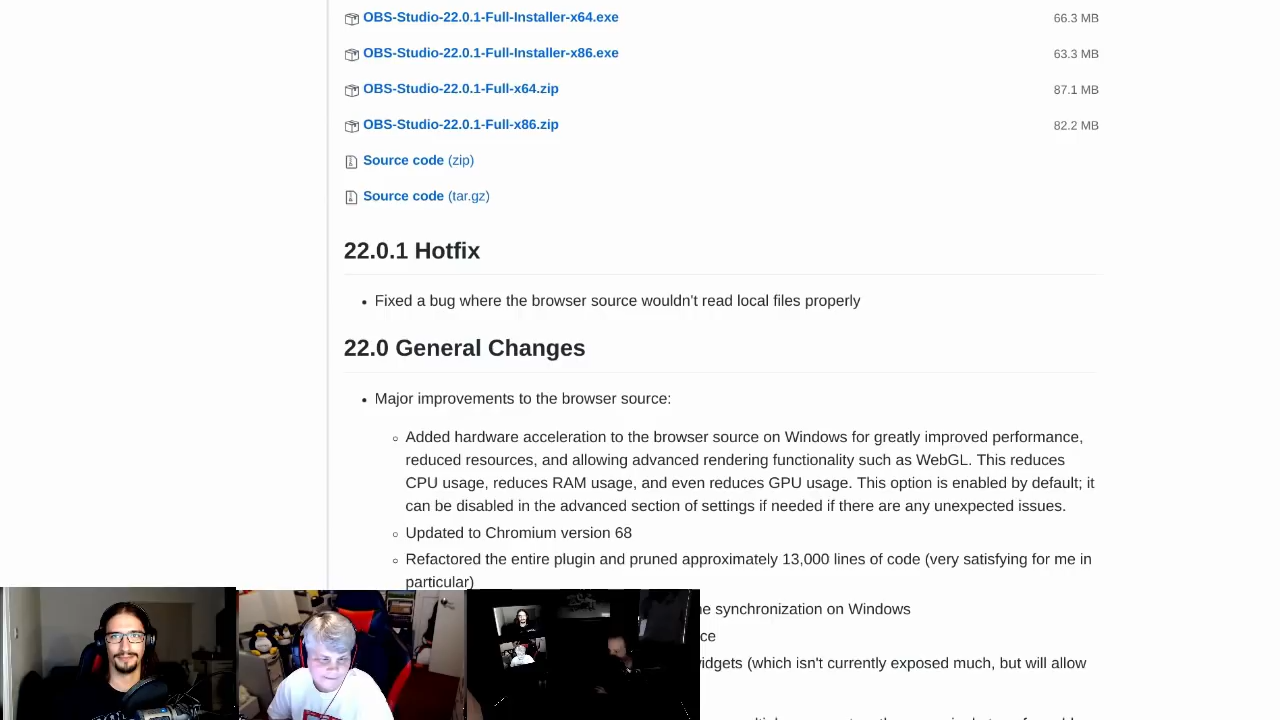 OBS-Studio-22.0.1-Full-Installer-x64.exe 66.3 MB
OBS-Studio-22.0.1-Full-Installer-x86.exe 63.3 MB
OBS-Studio-22.0.1-Full-x64.zip 87.1 MB
OBS-Studio-22.0.1-Full-x86.zip 82.2 MB
Source code (zip)
Source code (tar.gz)
22.0.1 Hotfix
• Fixed a bug where the browser source wouldn't read local files properly
22.0 General Changes
• Major improvements to the browser source:
◦ Added hardware acceleration to the browser source on Windows for greatly improved performance,
reduced resources, and allowing advanced rendering functionality such as WebGL. This reduces
CPU usage, reduces RAM usage, and even reduces GPU usage. This option is enabled by default; it
can be disabled in the advanced section of settings if needed if there are any unexpected issues.
◦ Updated to Chromium version 68
◦ Refactored the entire plugin and pruned approximately 13,000 lines of code (very satisfying for me in
particular)
synchronization on Windows
(which isn't currently exposed much, but will allow